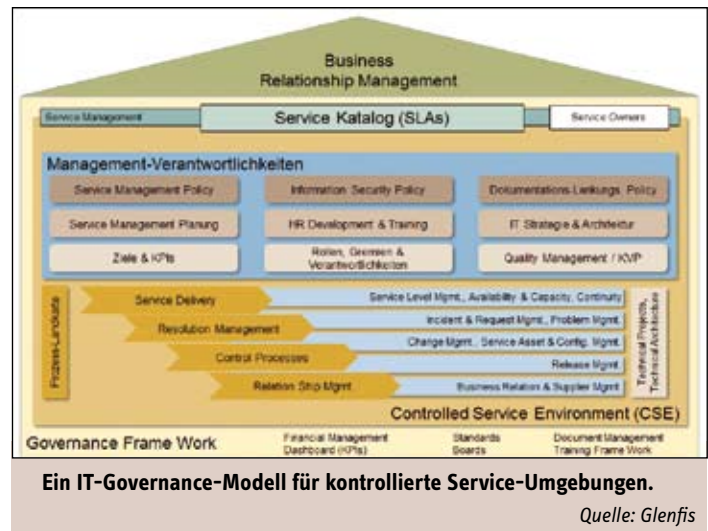 Business
Relationship Management
Service Management
Service Katalog (SLAs)
Service Owners
Management-Verantwortlichkeiten
Service Management Policy
Information Security Policy
Dokumentations-Lenkungs Policy
Service Management Planung
HR Development & Training
IT Strategie & Architektur
Ziele & KPIs
Rollen, Gremien &
Verantwortlichkeiten
Quality Management / KVP
Prozess-Landkarte
Service Delivery
Service Level Mgmt., Availability & Capacity, Continuity
Resolution Management
Incident & Request Mgmt., Problem Mgmt.
Change Mgmt., Service Asset & Config. Mgmt.
Control Processes
Release Mgmt.
Relation Ship Mgmt
Business Relation & Supplier Mgmt
Technical Projects,
Technical Architecture
Controlled Service Environment (CSE)
Governance Frame Work
Financial Management
Dashboard (KPIs)
Standards
Boards
Document Management
Training Frame Work
Ein IT-Governance-Modell für kontrollierte Service-Umgebungen.
Quelle: Glenfis